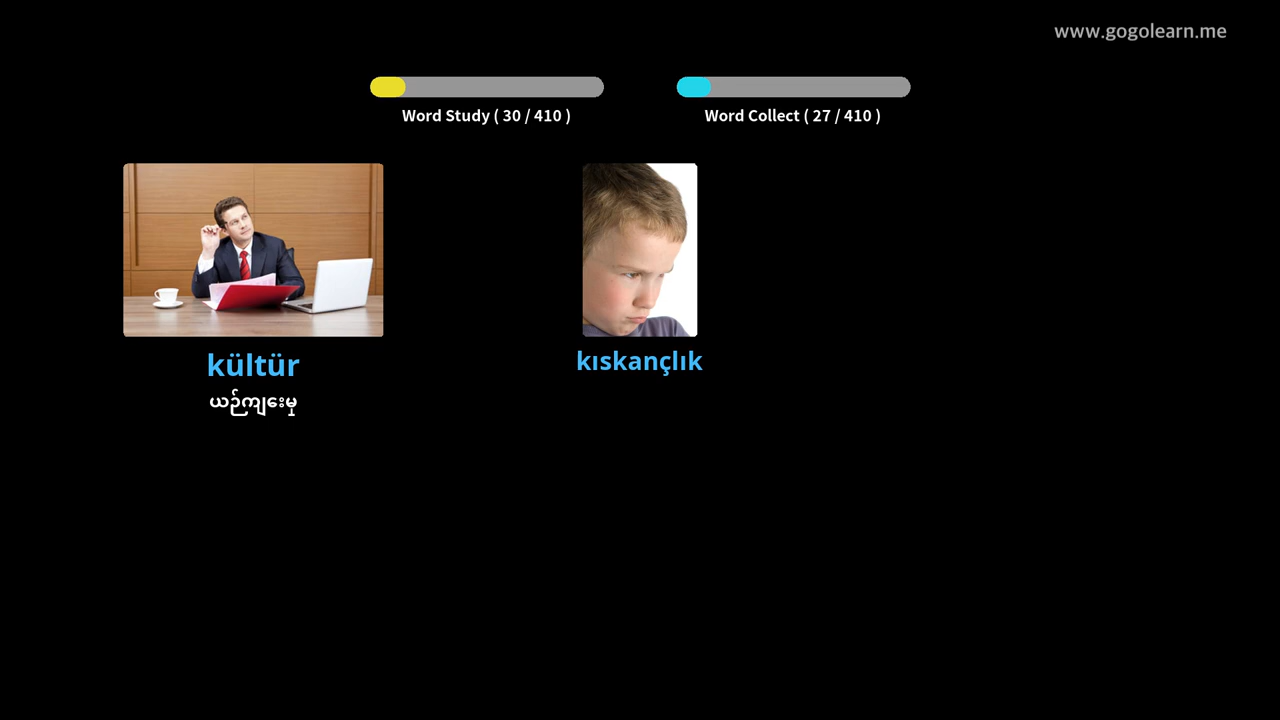 www.gogolearn.me
Word Study ( 30 / 410 )
Word Collect ( 27 / 410 )
kültür
ယဉ်ကျေးမှု
kıskançlık